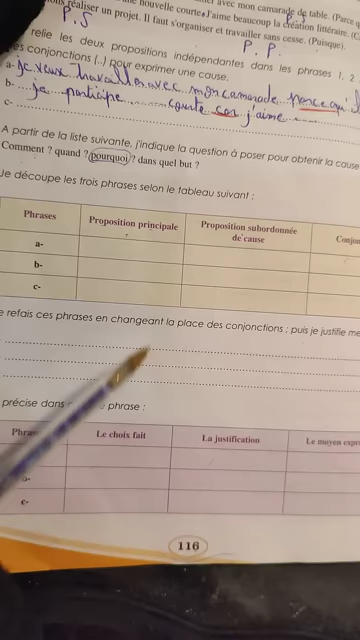 avec mon camarade de table. (Parce q
réaliser un projet. Il faut s'organiser et travailler sans cesse. (Puisque).
une nouvelle courte. J'aime beaucoup la création littéraire. (C
P.S P.P.
relie les deux propositions indépendantes dans les phrases 1, 2
conjonctions (..) pour exprimer une cause.
a- Je veux travailler avec mon camarade parce qu'il
b- ... je participe ...... courte car j'aime ......
c-
A partir de la liste suivante, j'indique la question à poser pour obtenir la cause
Comment ? quand ? pourquoi ? dans quel but ?
Je découpe les trois phrases selon le tableau suivant :
Phrases Proposition principale Proposition subordonnée de cause Conjon
a-
b-
c-
e refais ces phrases en changeant la place des conjonctions ; puis je justifie me
précise dans phrase :
Phra Le choix fait La justification Le moyen expre
c-
116